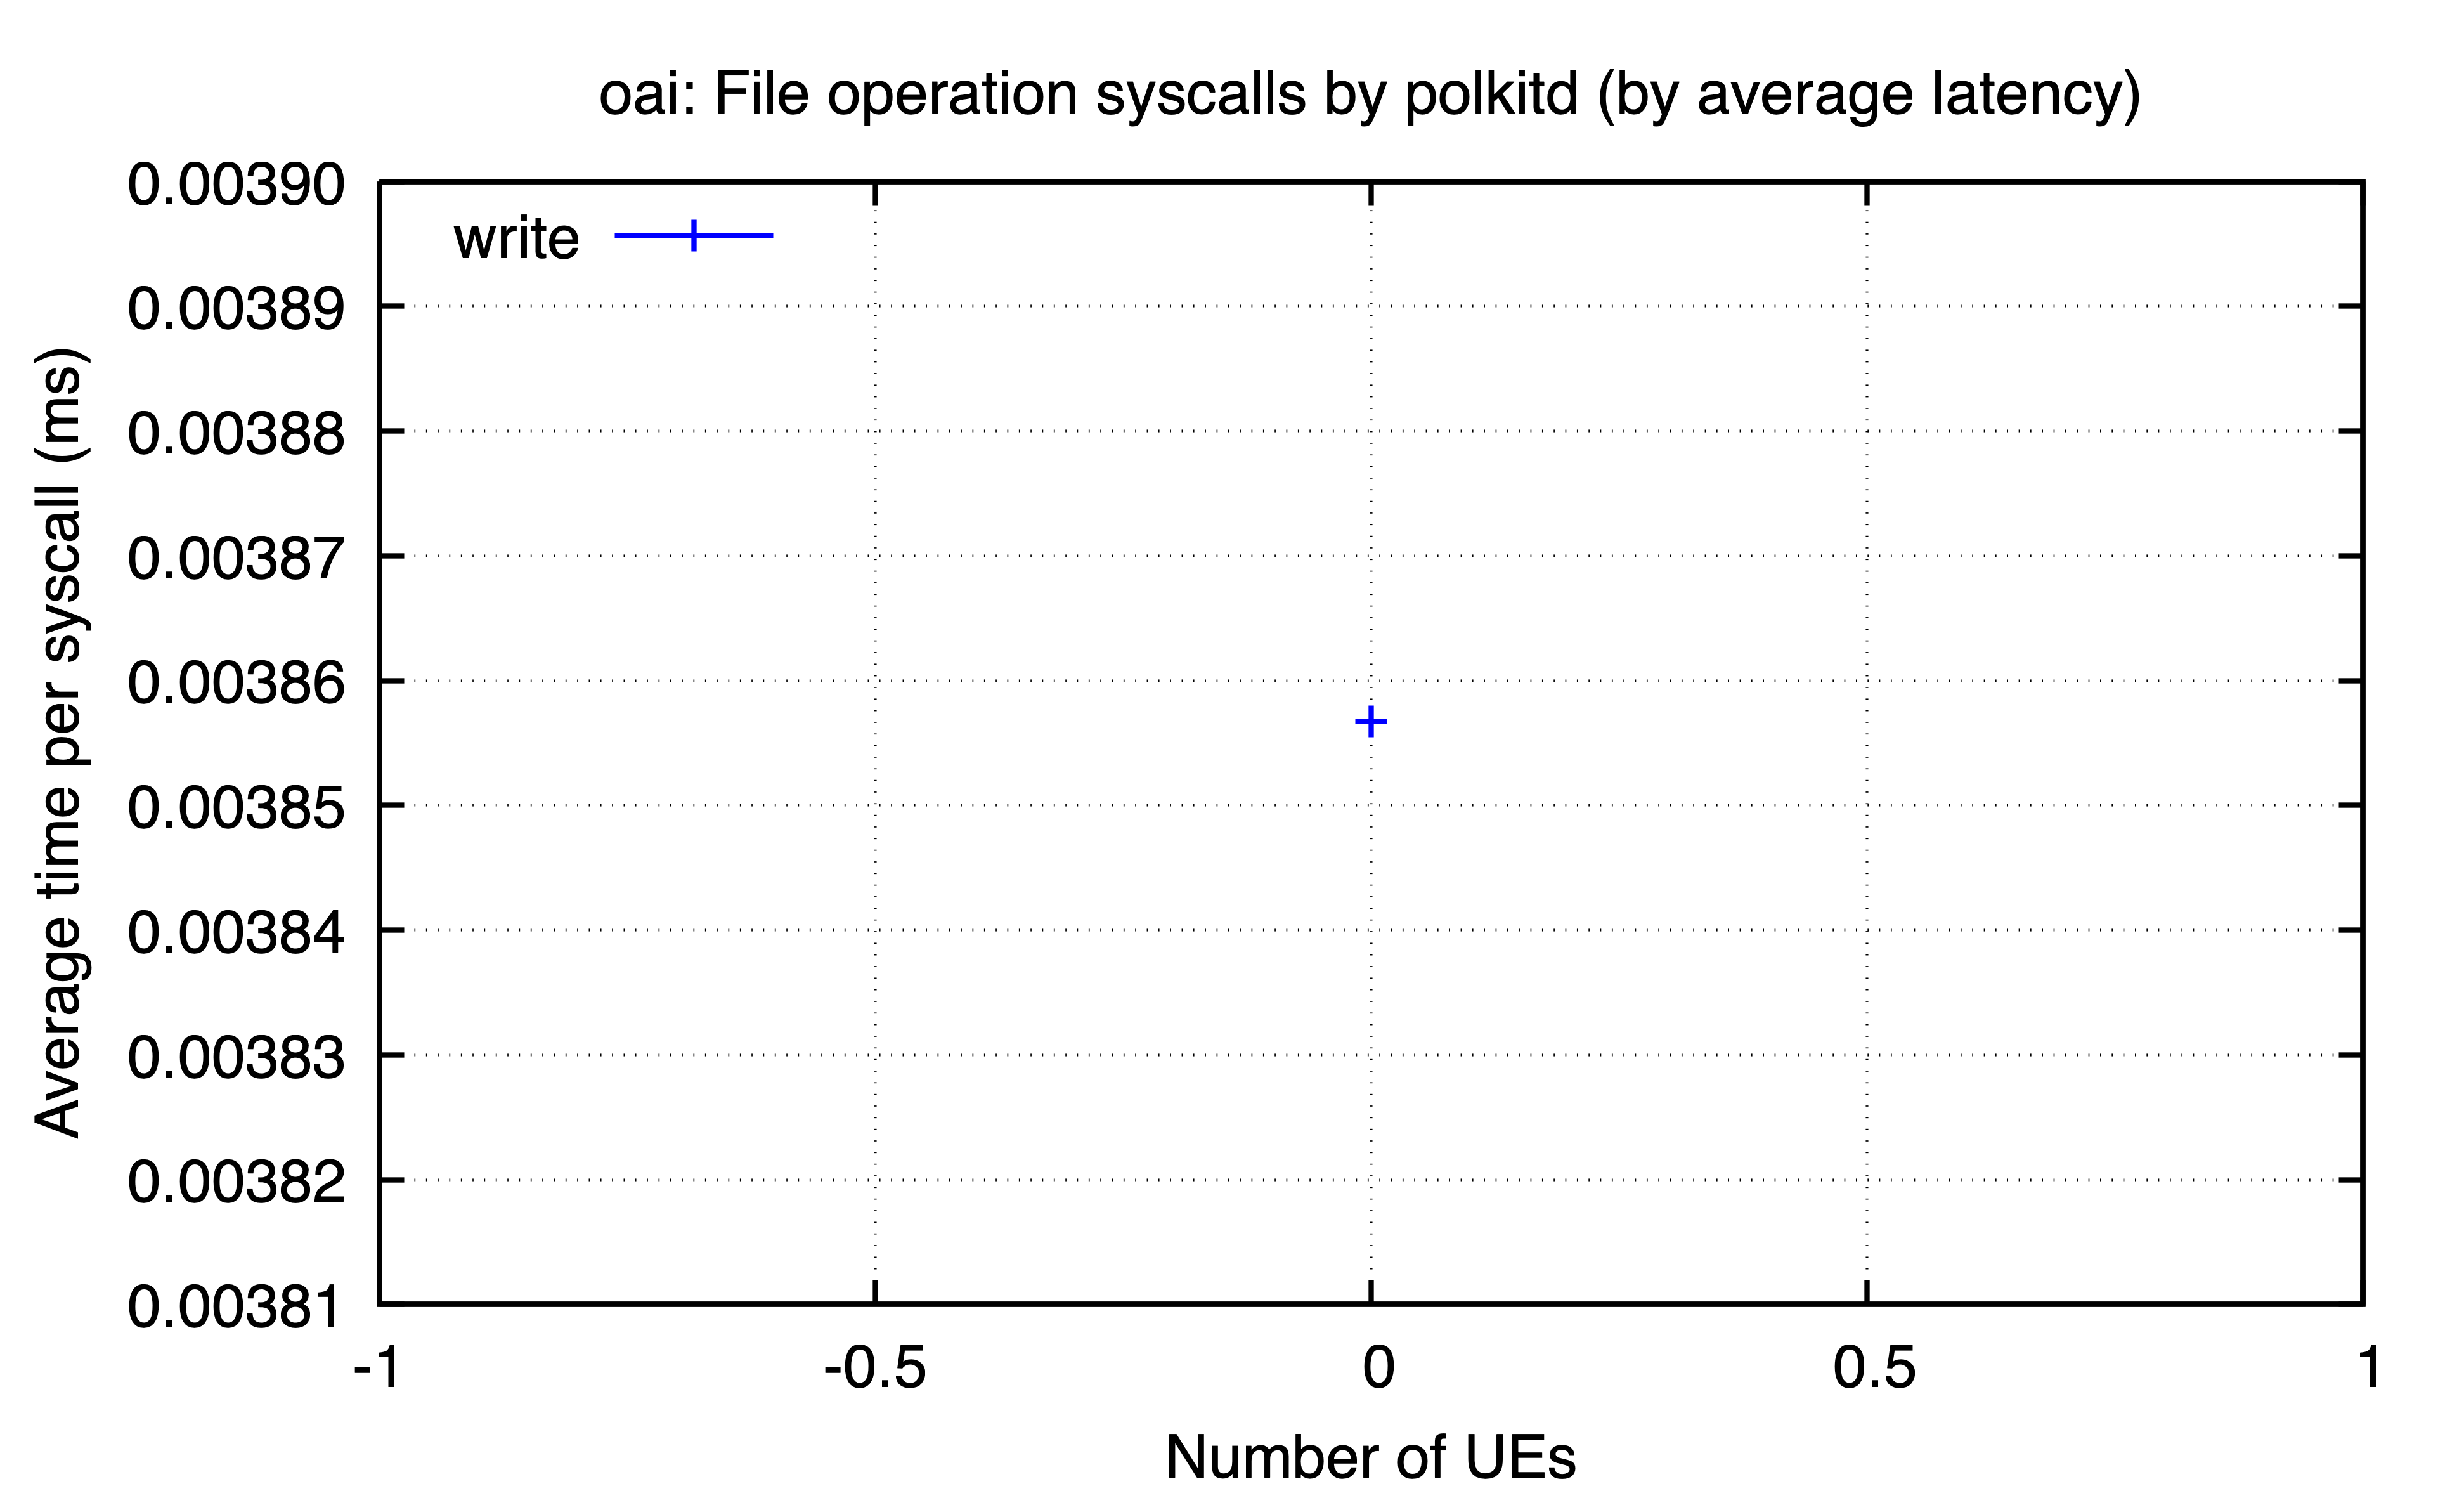 oai: File operation syscalls by polkitd (by average latency)
0.00390
write
0.00389
0.00388
0.00387
0.00386
0.00385
0.00384
0.00383
0.00382
0.00381
Average time per syscall (ms)
-1 -0.5 0 0.5 1
Number of UEs